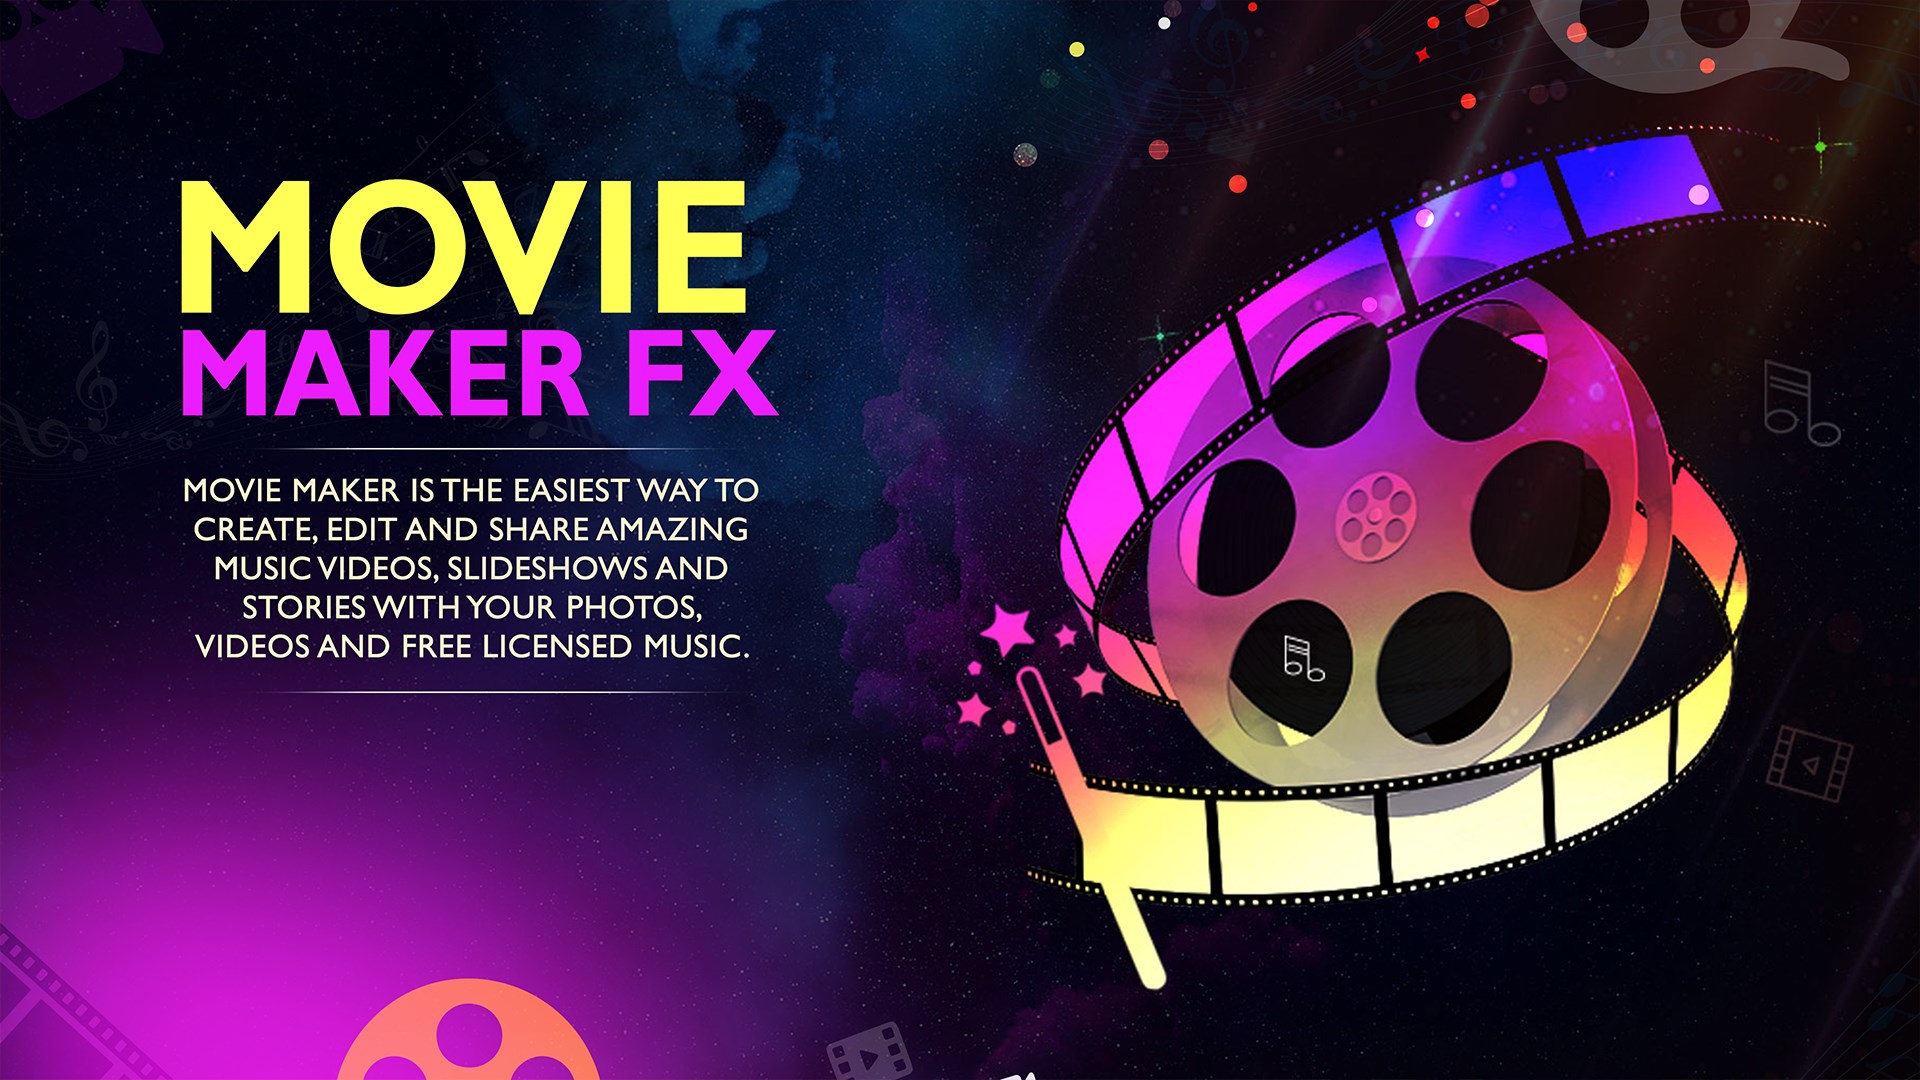 MOVIE
MAKER FX
MOVIE MAKER IS THE EASIEST WAY TO
CREATE, EDIT AND SHARE AMAZING
MUSIC VIDEOS, SLIDESHOWS AND
STORIES WITH YOUR PHOTOS,
VIDEOS AND FREE LICENSED MUSIC.